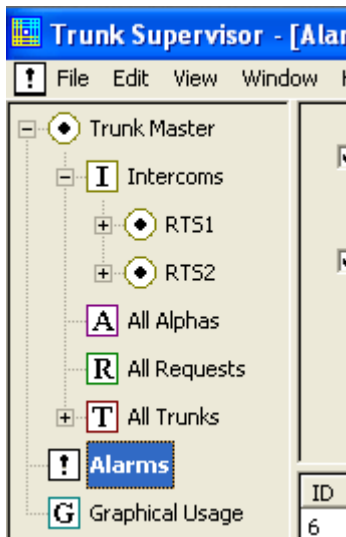 Trunk Supervisor - [Alar
! File Edit View Window
Trunk Master
I Intercoms
RTS1
RTS2
A All Alphas
R All Requests
T All Trunks
! Alarms
G Graphical Usage
ID
6